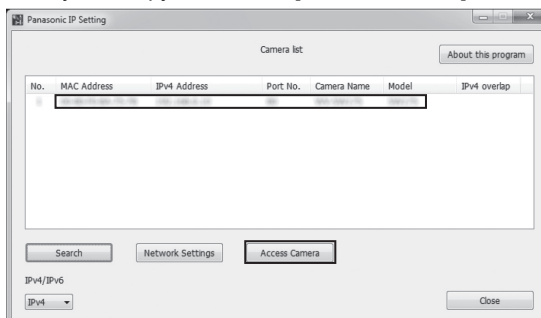 Panasonic IP Setting
Camera list
About this program
No. MAC Address IPv4 Address Port No. Camera Name Model IPv4 overlap
Search Network Settings Access Camera
IPv4/IPv6
IPv4
Close